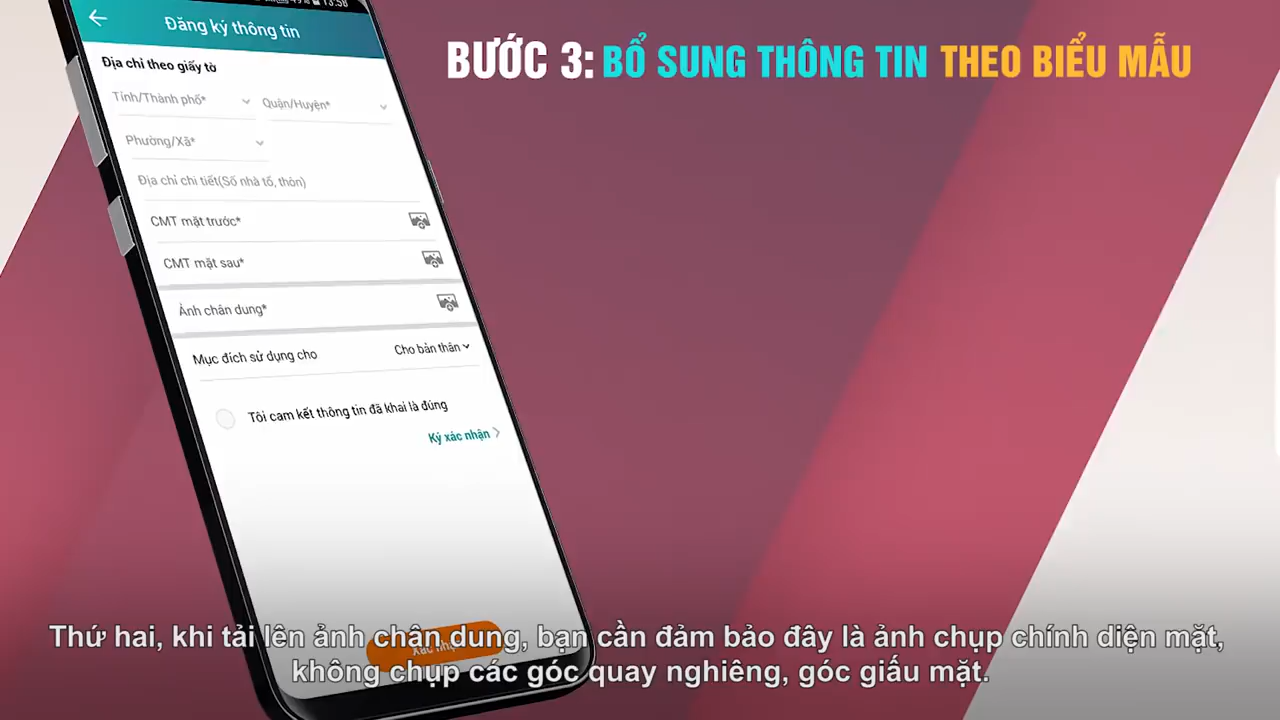 13:58
Đăng ký thông tin
BƯỚC 3: BỔ SUNG THÔNG TIN THEO BIỂU MẪU
Địa chỉ theo giấy tờ
Tỉnh/Thành phố* Quận/Huyện*
Phường/Xã*
Địa chỉ chi tiết(Số nhà tổ, thôn)
CMT mặt trước*
CMT mặt sau*
Ảnh chân dung*
Mục đích sử dụng cho Cho bản thân
Tôi cam kết thông tin đã khai là đúng
Ký xác nhận
Thứ hai, khi tải lên ảnh chân dung, bạn cần đảm bảo đây là ảnh chụp chính diện mặt,
không chụp các góc quay nghiêng, góc giấu mặt.